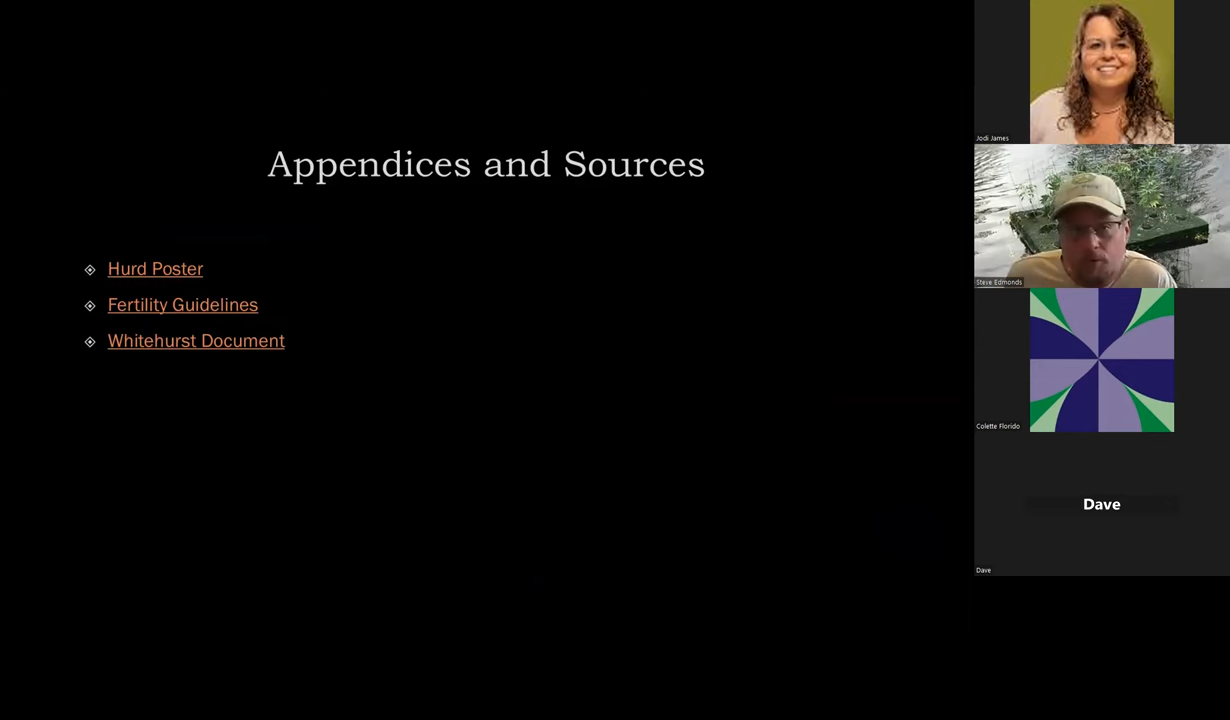 Appendices and Sources
Hurd Poster
Fertility Guidelines
Whitehurst Document
Jodi James
Steve Edmonds
Colette Florido
Dave
Dave